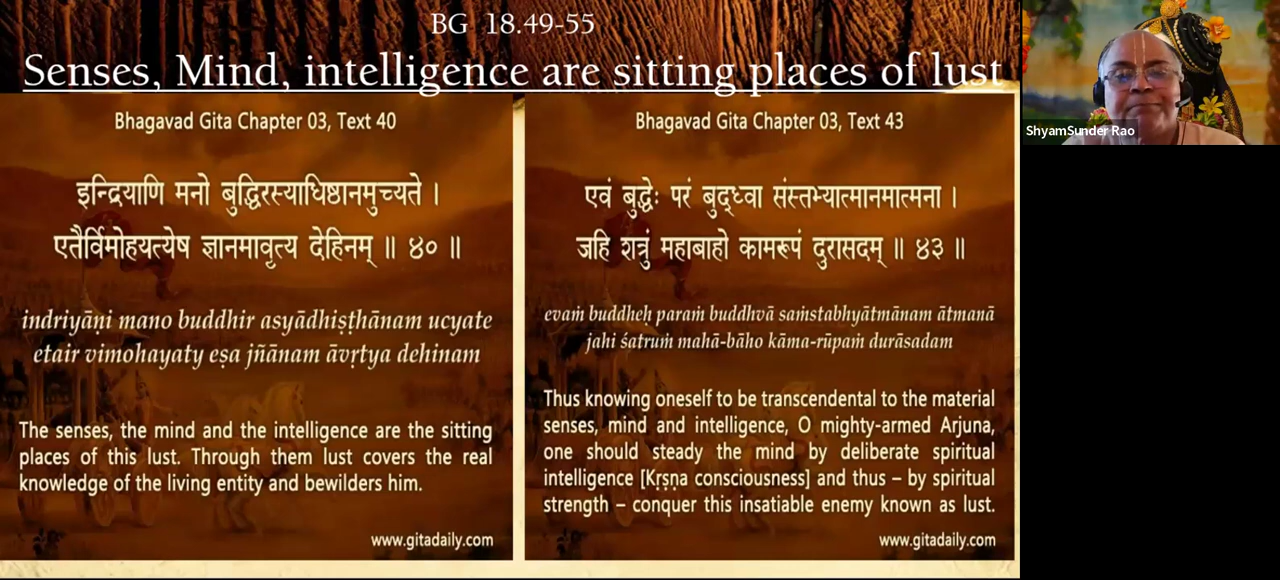 BG 18.49-55
Senses, Mind, intelligence are sitting places of lust
Bhagavad Gita Chapter 03, Text 40
इन्द्रियाणि मनो बुद्धिरस्याधिष्ठानमुच्यते ।
एतैर्विमोहयत्येष ज्ञानमावृत्य देहिनम् ॥ ४० ॥
indriyāṇi mano buddhir asyādhiṣṭhānam ucyate
etair vimohayaty eṣa jñānam āvṛtya dehinam
The senses, the mind and the intelligence are the sitting
places of this lust. Through them lust covers the real
knowledge of the living entity and bewilders him.
www.gitadaily.com
Bhagavad Gita Chapter 03, Text 43
एवं बुद्धेः परं बुद्ध्वा संस्तभ्यात्मानमात्मना ।
जहि शत्रुं महाबाहो कामरूपं दुरासदम् ॥ ४३ ॥
evaṁ buddheḥ paraṁ buddhvā saṁstabhyātmānam ātmanā
jahi śatruṁ mahā-bāho kāma-rūpaṁ durāsadam
Thus knowing oneself to be transcendental to the material
senses, mind and intelligence, O mighty-armed Arjuna,
one should steady the mind by deliberate spiritual
intelligence [Kṛṣṇa consciousness] and thus – by spiritual
strength – conquer this insatiable enemy known as lust.
www.gitadaily.com
ShyamSunder Rao